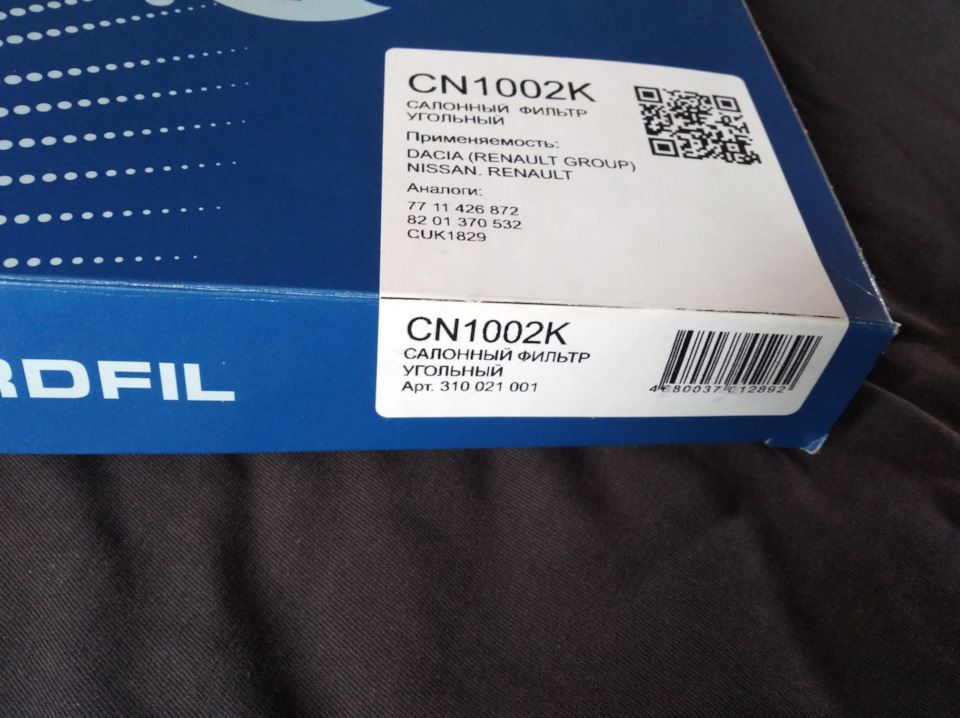 CN1002K
САЛОННЫЙ ФИЛЬТР
УГОЛЬНЫЙ
Применяемость:
DACIA (RENAULT GROUP)
NISSAN. RENAULT
Аналоги:
77 11 426 872
82 01 370 532
CUK1829
CN1002K
САЛОННЫЙ ФИЛЬТР
УГОЛЬНЫЙ
Арт. 310 021 001
4680037012892
RDFIL